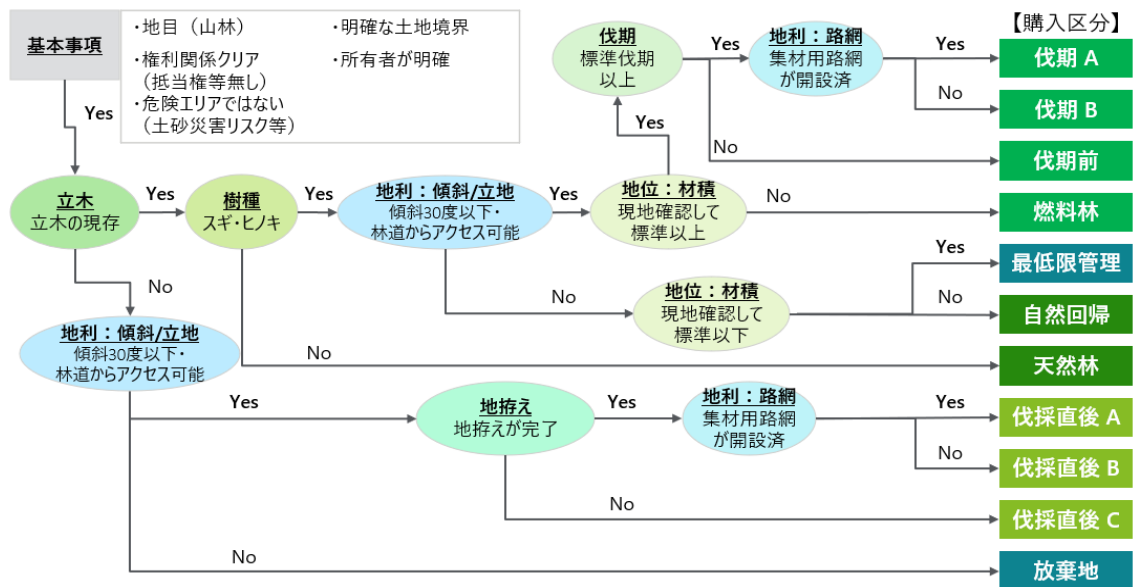 基本事項
・地目（山林）
・権利関係クリア
（抵当権等無し）
・危険エリアではない
（土砂災害リスク等）
・明確な土地境界
・所有者が明確
Yes
伐期
標準伐期
以上
Yes
地利：路網
集材用路網
が開設済
Yes
No
No
【購入区分】
伐期 A
伐期 B
伐期前
Yes
立木
立木の現存
Yes
樹種
スギ・ヒノキ
Yes
地利：傾斜/立地
傾斜30度以下・
林道からアクセス可能
Yes
地位：材積
現地確認して
標準以上
No
燃料林
No
地位：材積
現地確認して
標準以下
Yes
No
最低限管理
自然回帰
No
天然林
No
地利：傾斜/立地
傾斜30度以下・
林道からアクセス可能
Yes
地拵え
地拵えが完了
Yes
地利：路網
集材用路網
が開設済
Yes
No
伐採直後 A
伐採直後 B
No
伐採直後 C
No
放棄地